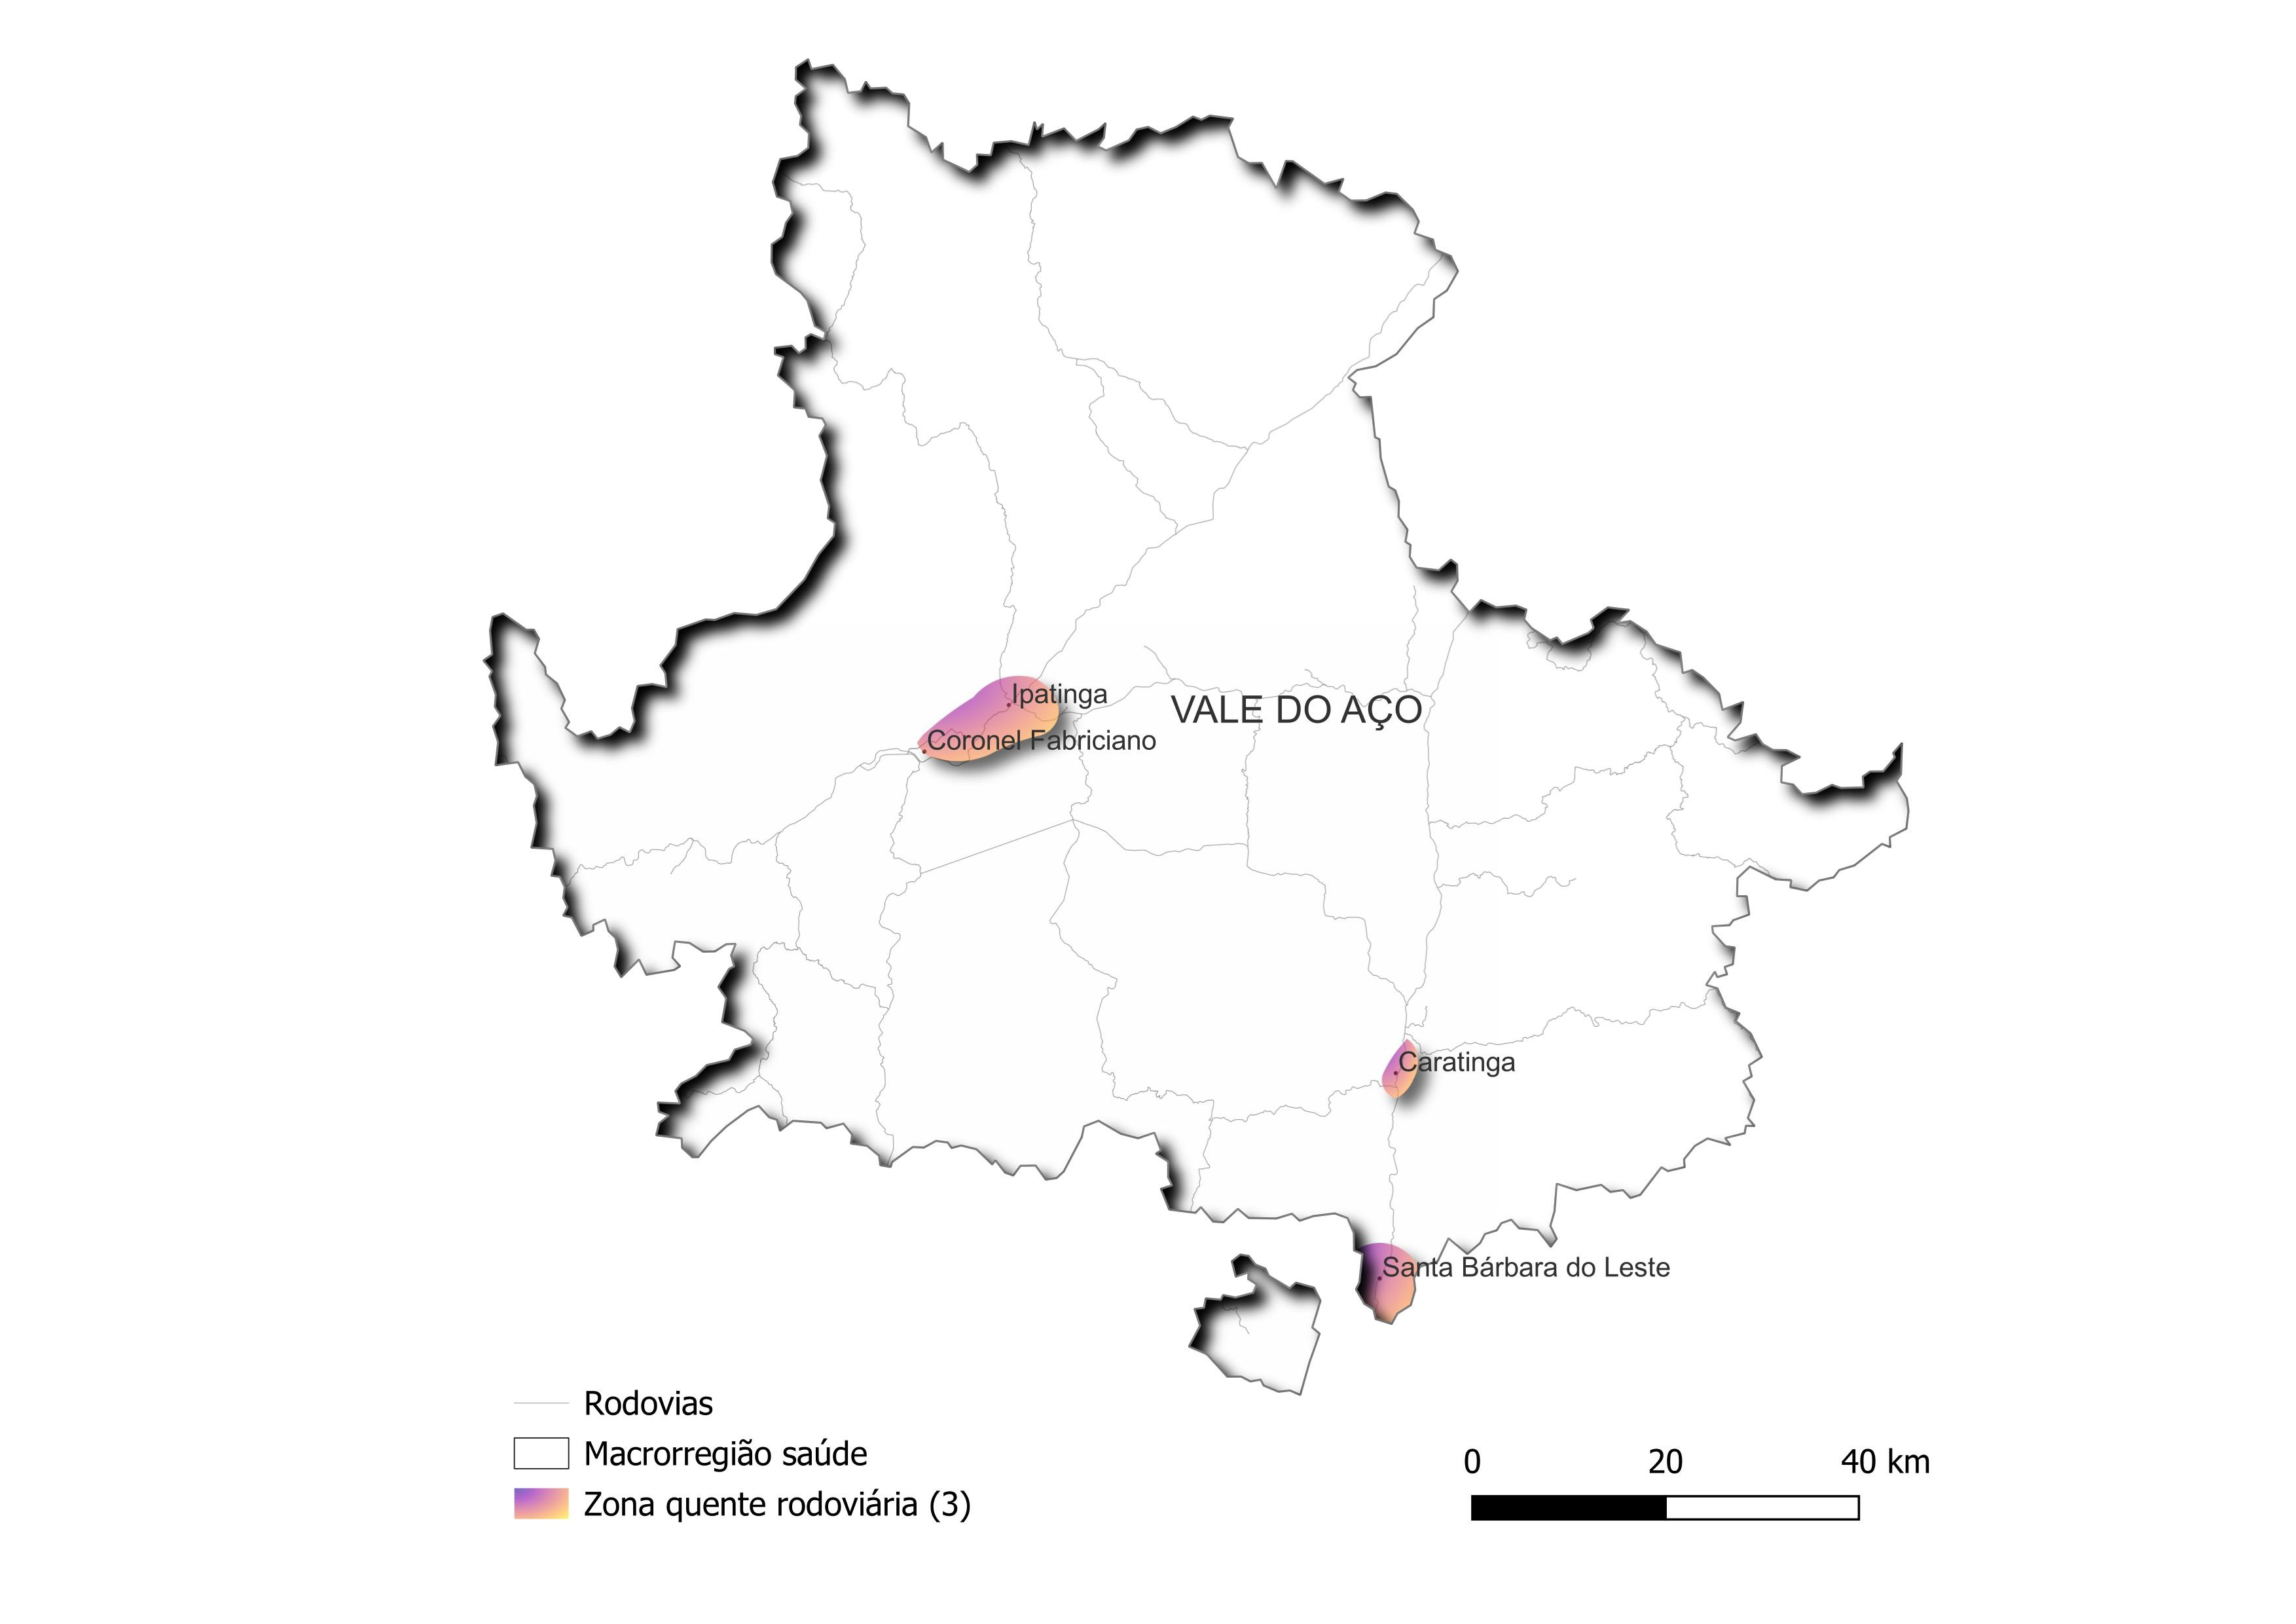 Ipatinga
VALE DO AÇO
Coronel Fabriciano
Caratinga
Santa Bárbara do Leste
Rodovias
Macrorregião saúde
Zona quente rodoviária (3)
0 20 40 km